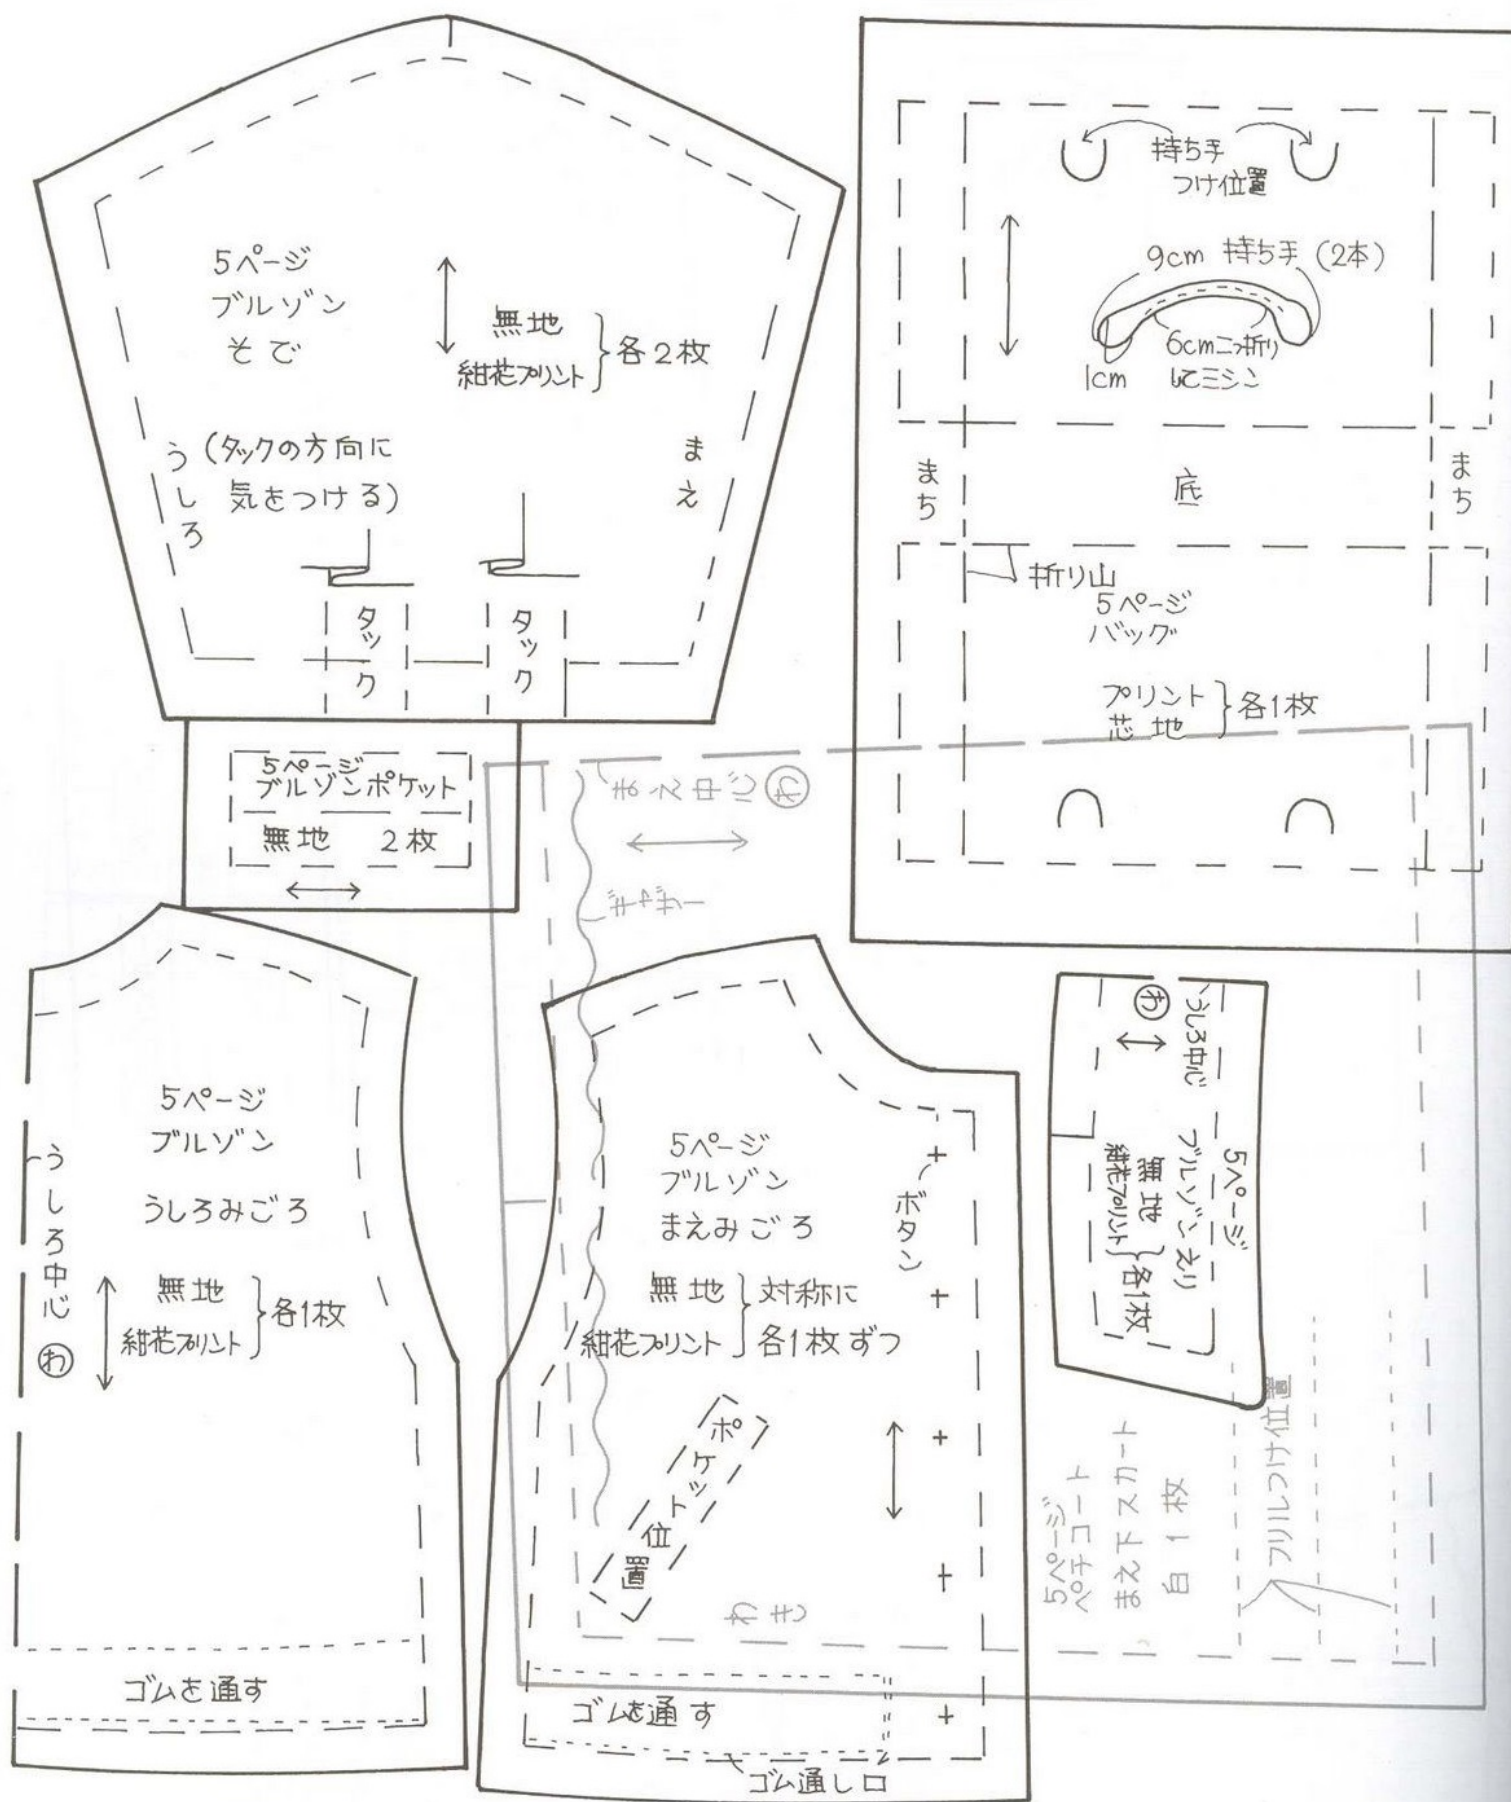 5ページ
ブルゾン
そで
無地
紺花プリント
各2枚
うしろ
(タックの方向に
気をつける)
まえ
タック
タック
持ち手
つけ位置
9cm 持ち手(2本)
6cm二つ折り
してミシン
1cm
まち
底
まち
折り山
5ページ
バッグ
プリント
芯地
各1枚
5ページ
ブルゾンポケット
無地 2枚
まえ中心 わ
ギャザー
5ページ
ブルゾン
うしろみごろ
うしろ中心 わ
無地
紺花プリント
各1枚
ゴムを通す
5ページ
ブルゾン
まえみごろ
ボタン
無地
紺花プリント
対称に
各1枚ずつ
ポケット位置
わき
ゴムを通す
ゴム通し口
うしろ中心
わ
5ページ
ブルゾン えり
無地
紺花プリント
各1枚
5ページ
ペチコート
まえ下スカート
白1枚
フリルつけ位置